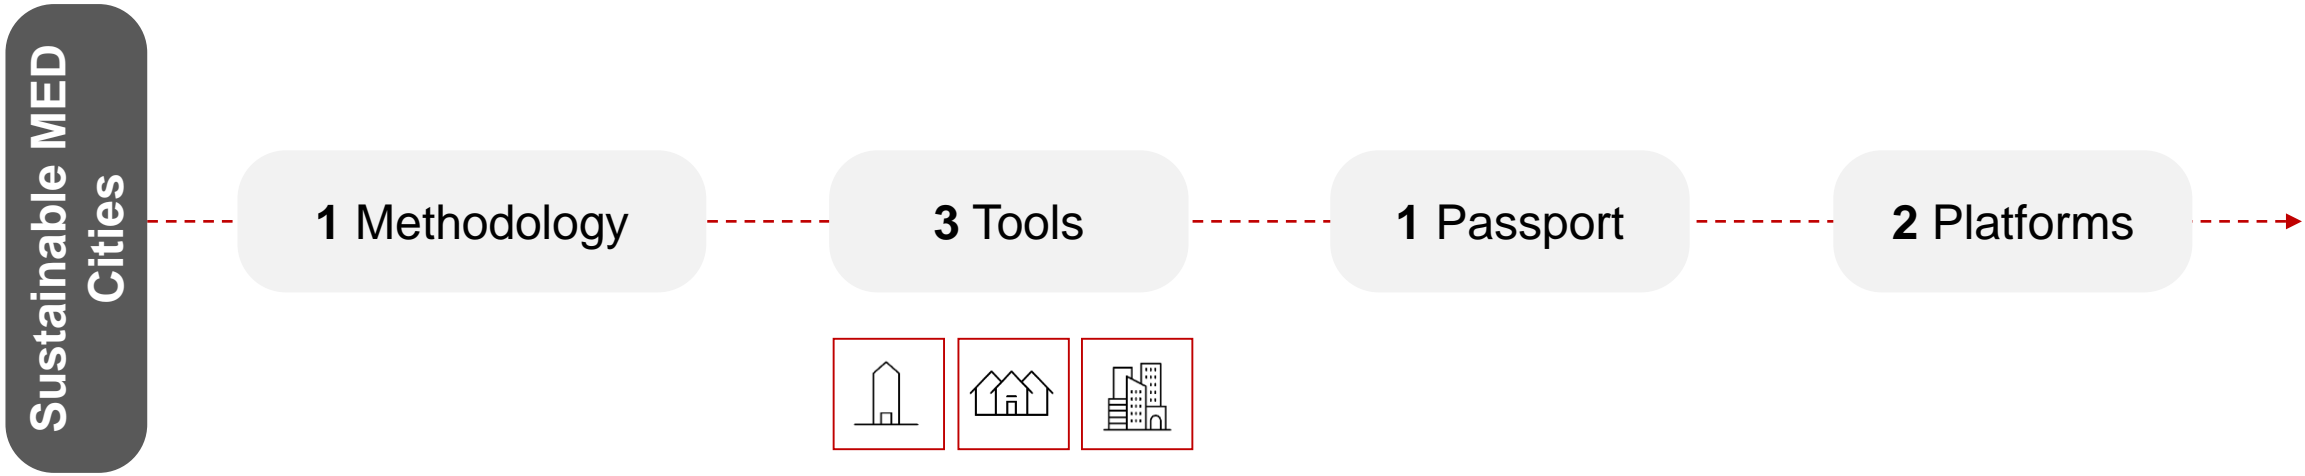 Sustainable MED
Cities
1 Methodology
3 Tools
1 Passport
2 Platforms